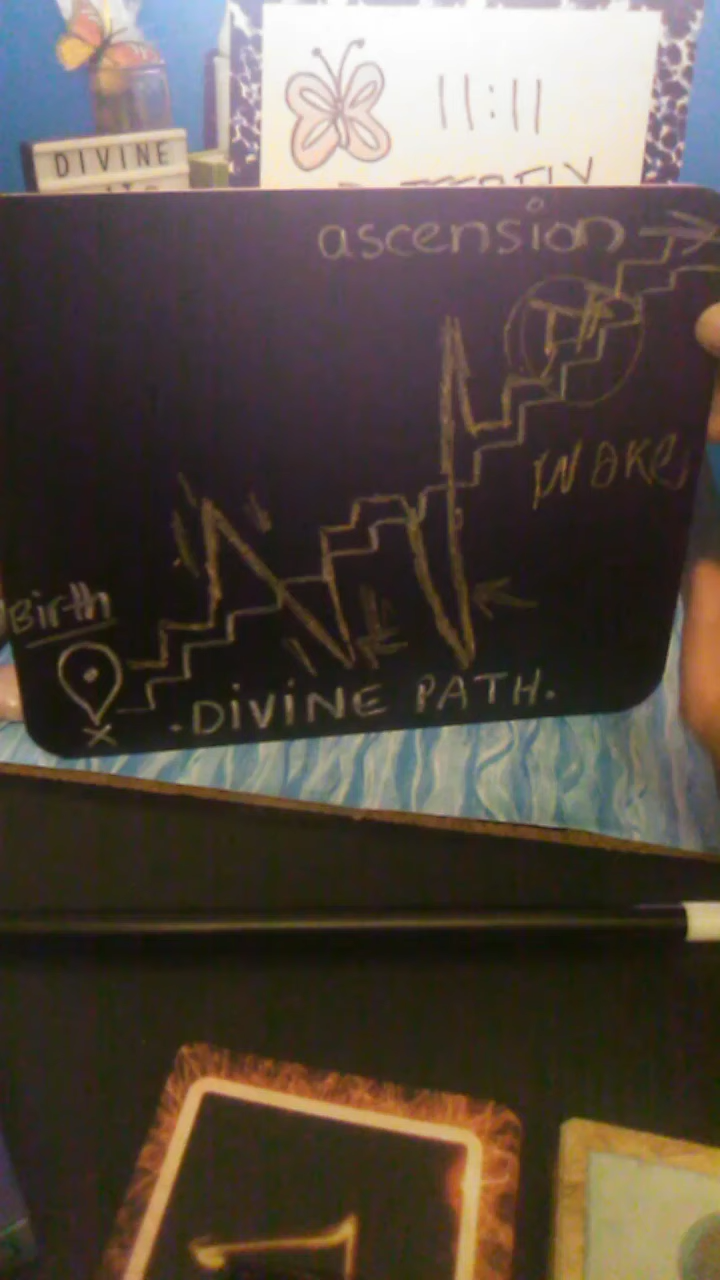 11:11
DIVINE
ascension
WOKE
Birth
X
.DIVINE PATH.